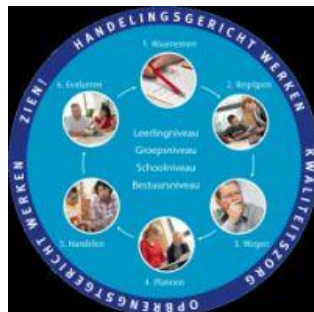 HANDELINGSGERICHT WERKEN
KWALITEITSZORG
OPBRENGSTGERICHT WERKEN
ZIEN!
1. Waarnemen
2. Begrijpen
3. Wegen
4. Plannen
5. Handelen
6. Evalueren
Leerlingniveau
Groepsniveau
Schoolniveau
Bestuursniveau